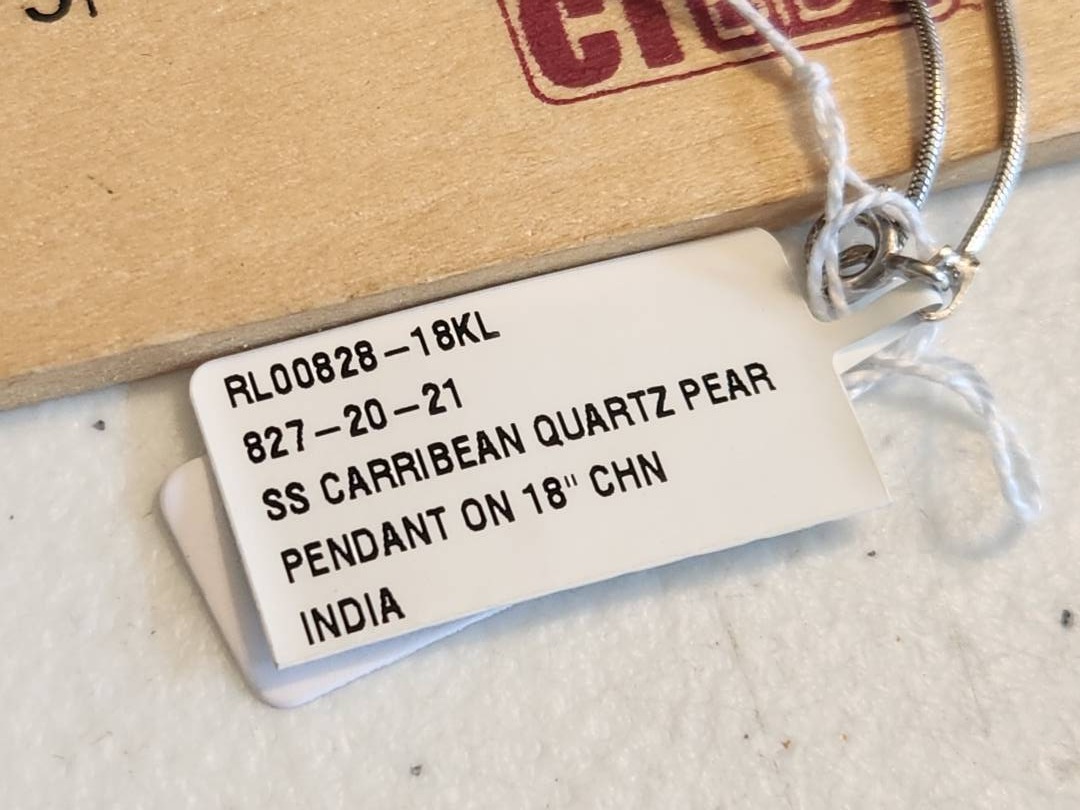 RL00828-18KL
827-20-21
SS CARRIBEAN QUARTZ PEAR
PENDANT ON 18" CHN
INDIA